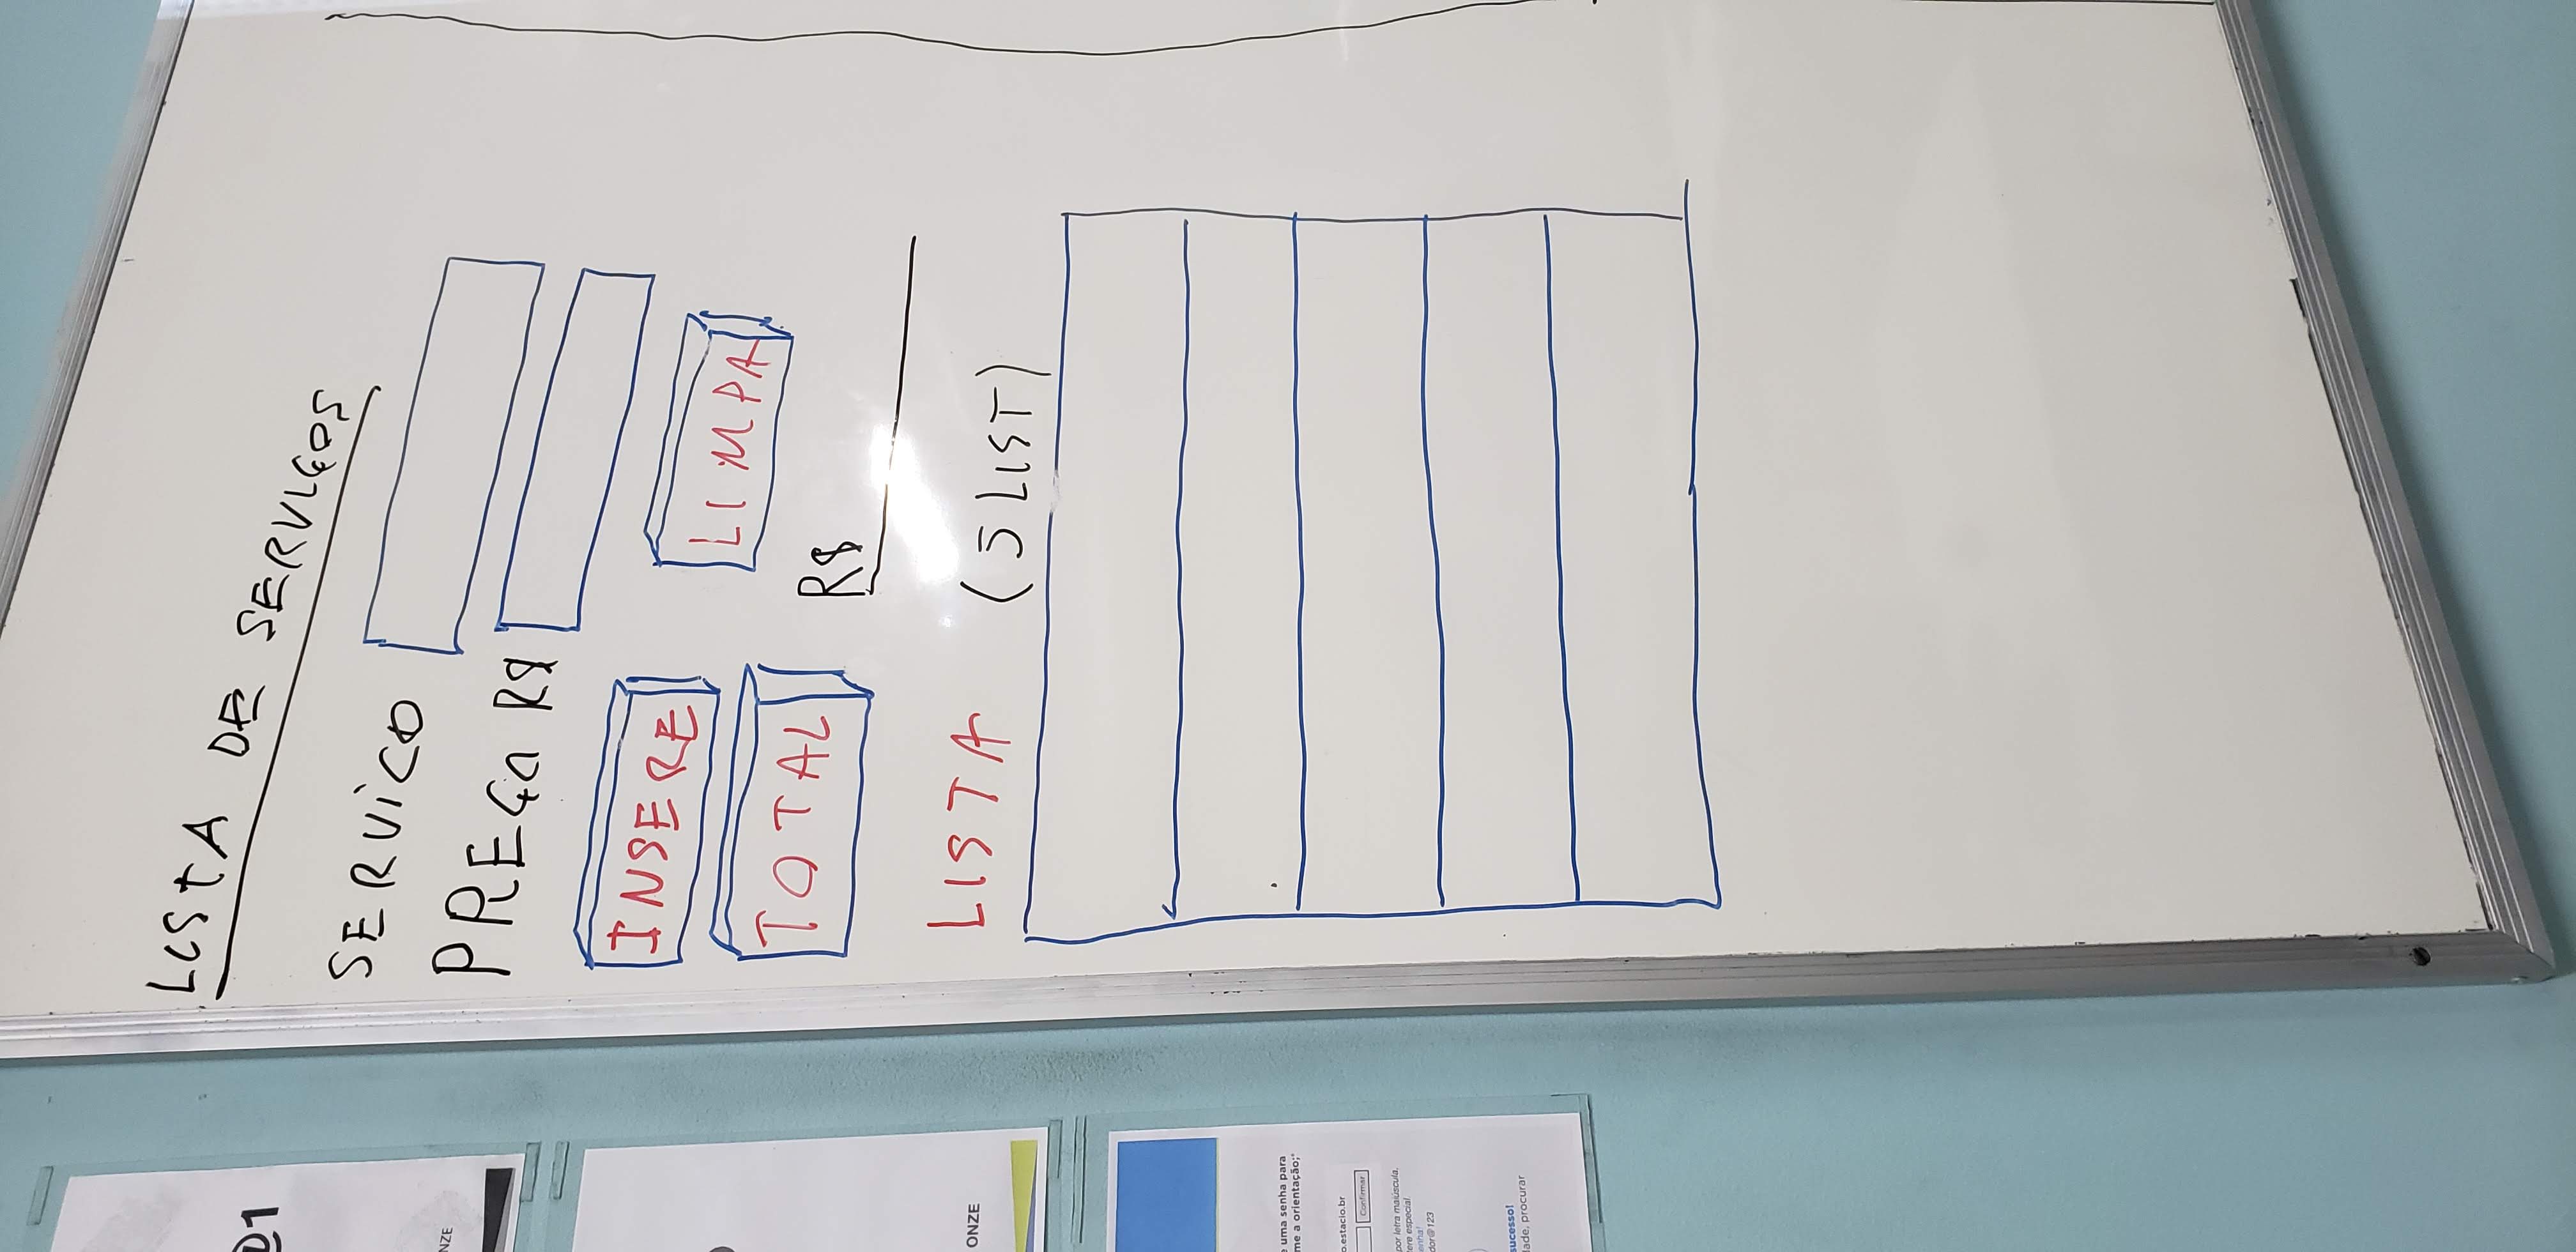 LISTA DE SERVIÇOS
SERVICO
PREÇO R$
INSERE
LIMPA
TOTAL
R$
LISTA (JLIST)
@1
NZE
ONZE
e uma senha para
me a orientação;"
o.estacio.br
Confirmar
por letra maiúscula,
tere especial.
enha!
dor@123
sucesso!
dade, procurar